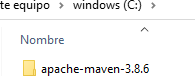 te equipo > windows (C:) >
Nombre
apache-maven-3.8.6